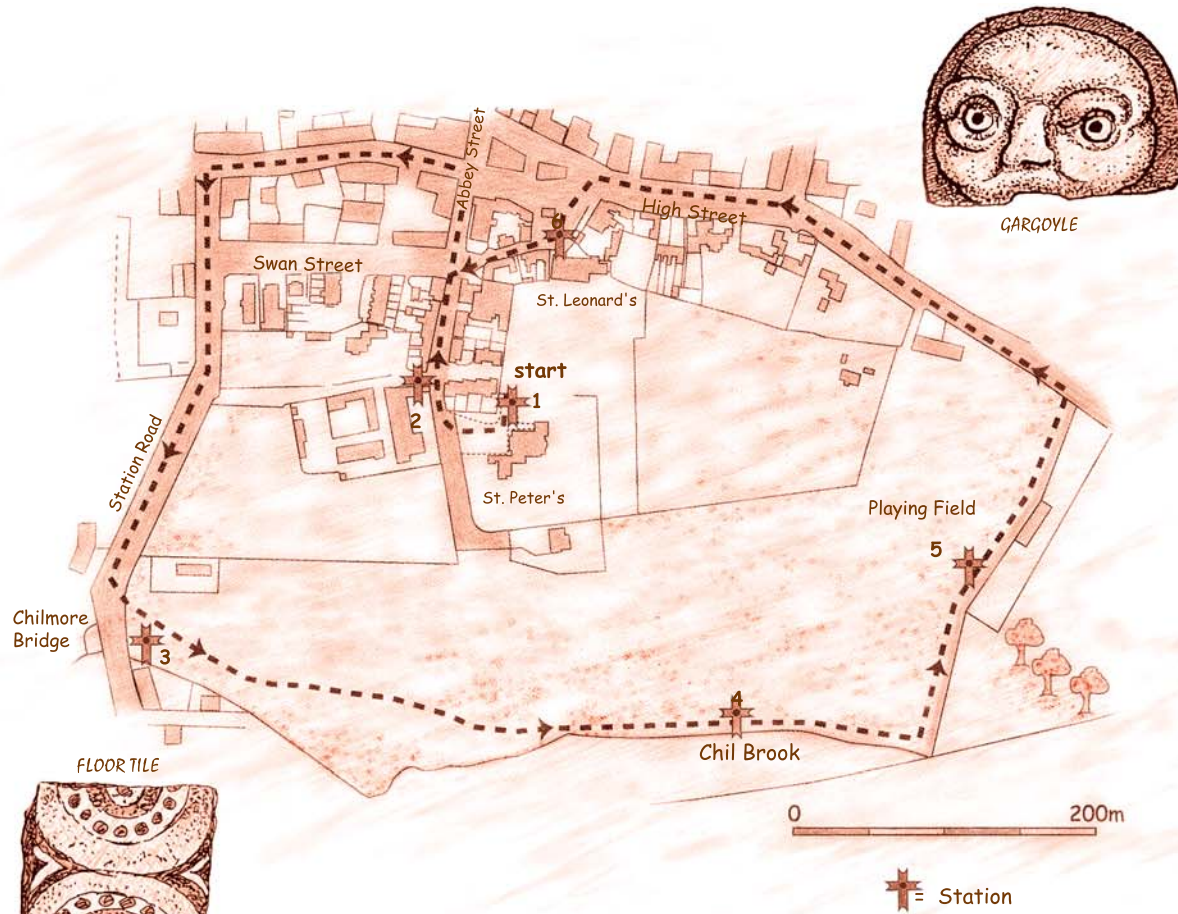 GARGOYLE
Abbey Street
High Street
6
Swan Street
St. Leonard's
start
1
2
Station Road
St. Peter's
Playing Field
5
Chilmore
Bridge
3
4
Chil Brook
FLOOR TILE
0
200m
= Station